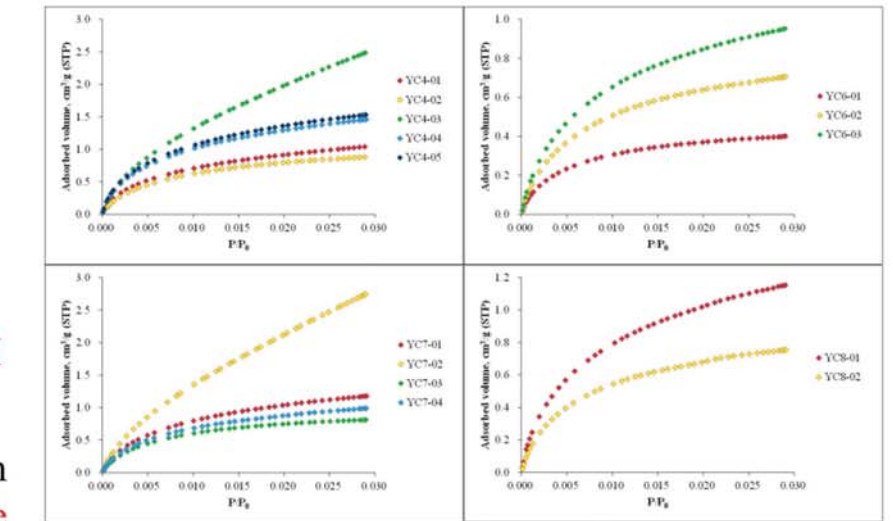 3.0
2.5
2.0
1.5
1.0
0.5
0.0
Adsorbed volume, cm³/g (STP)
0.000 0.005 0.010 0.015 0.020 0.025 0.030
P/P₀
YC4-01
YC4-02
YC4-03
YC4-04
YC4-05
1.0
0.8
0.6
0.4
0.2
0.0
Adsorbed volume, cm³/g (STP)
0.000 0.005 0.010 0.015 0.020 0.025 0.030
P/P₀
YC6-01
YC6-02
YC6-03
3.0
2.5
2.0
1.5
1.0
0.5
0.0
Adsorbed volume, cm³/g (STP)
0.000 0.005 0.010 0.015 0.020 0.025 0.030
P/P₀
YC7-01
YC7-02
YC7-03
YC7-04
1.2
1.0
0.8
0.6
0.4
0.2
0.0
Adsorbed volume, cm³/g (STP)
0.000 0.005 0.010 0.015 0.020 0.025 0.030
P/P₀
YC8-01
YC8-02